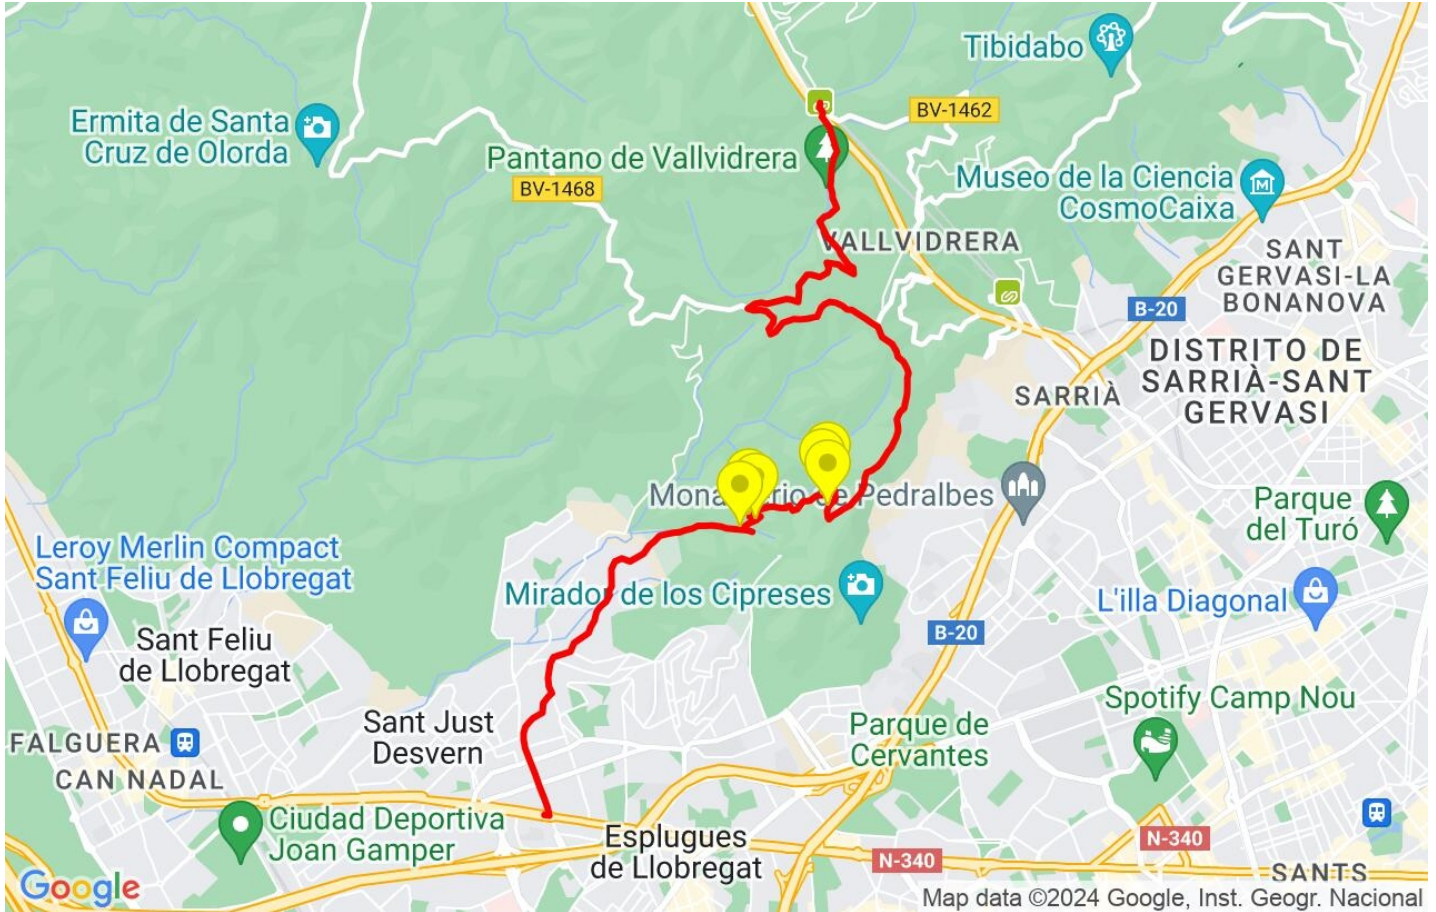 Tibidabo
BV-1462
Ermita de Santa
Cruz de Olorda
Pantano de Vallvidrera
BV-1468
Museo de la Ciencia
CosmoCaixa
VALLVIDRERA
SANT
GERVASI-LA
BONANOVA
B-20
DISTRITO DE
SARRIÀ-SANT
GERVASI
SARRIÀ
Monasterio de Pedralbes
Parque
del Turó
Leroy Merlin Compact
Sant Feliu de Llobregat
Mirador de los Cipreses
L'illa Diagonal
B-20
Sant Feliu
de Llobregat
Spotify Camp Nou
Sant Just
Desvern
Parque de
Cervantes
FALGUERA
CAN NADAL
Ciudad Deportiva
Joan Gamper
Esplugues
de Llobregat
N-340
N-340
SANTS
Google
Map data ©2024 Google, Inst. Geogr. Nacional